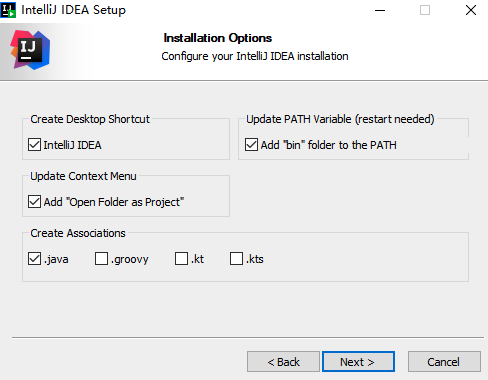 IntelliJ IDEA Setup
IJ
Installation Options
Configure your IntelliJ IDEA installation
Create Desktop Shortcut
IntelliJ IDEA
Update PATH Variable (restart needed)
Add "bin" folder to the PATH
Update Context Menu
Add "Open Folder as Project"
Create Associations
.java .groovy .kt .kts
< Back Next > Cancel